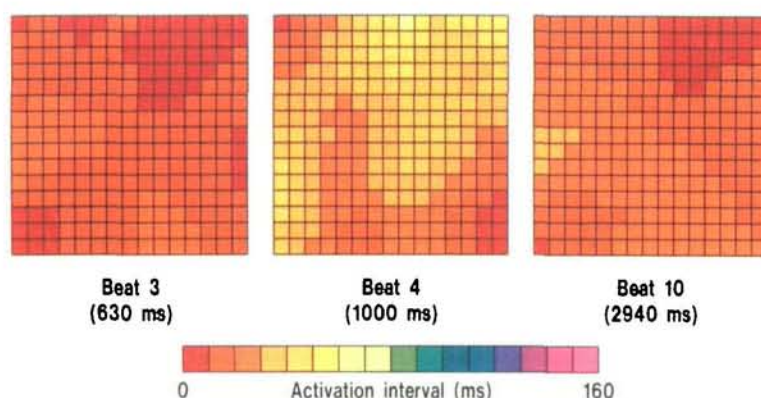 Beat 3 Beat 4 Beat 10
(630 ms) (1000 ms) (2940 ms)
0 Activation interval (ms) 160